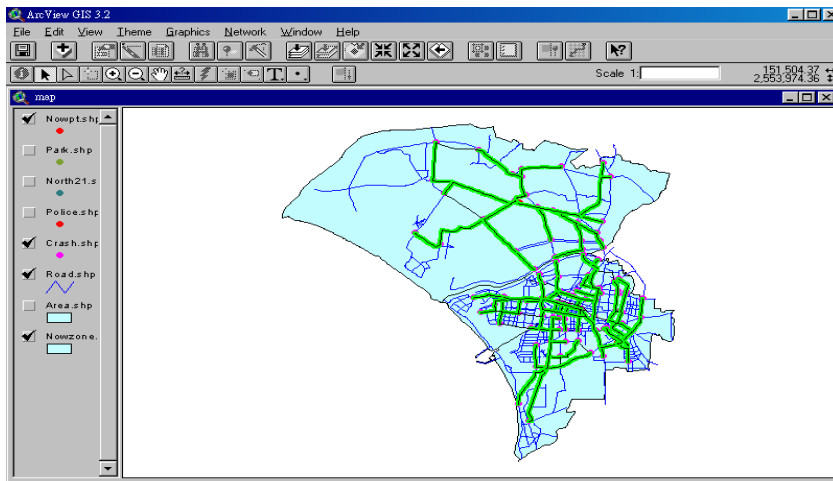 ArcView GIS 3.2
File Edit View Theme Graphics Network Window Help
Scale 1:
151,504.37
2,553,974.36
map
Nowpt.shp
Park.shp
North21.s
Police.shp
Crash.shp
Road.shp
Area.shp
Nowzone.